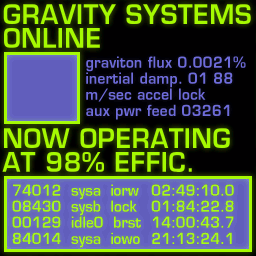 GRAVITY SYSTEMS
ONLINE
graviton flux 0.0021%
inertial damp. 01 88
m/sec accel lock
aux pwr feed 03261
NOW OPERATING
AT 98% EFFIC.
74012 sysa iorw 02:49:10.0
08430 sysb lock 01:84:22.8
00129 idle0 brst 14:00:43.7
84014 sysa iowo 21:13:24.1